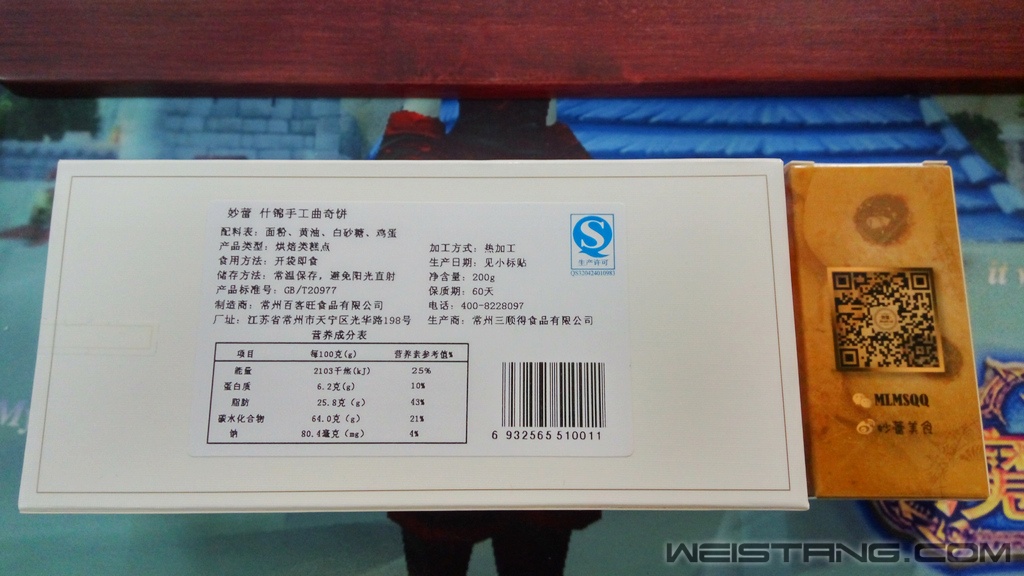 妙蕾 什锦手工曲奇饼
配料表：面粉、黄油、白砂糖、鸡蛋
产品类型：烘焙类糕点
加工方式：热加工
食用方法：开袋即食
生产日期：见小标贴
储存方法：常温保存，避免阳光直射
净含量：200g
产品标准号：GB/T20977
保质期：60天
制造商：常州百客旺食品有限公司
电话：400-8228097
厂址：江苏省常州市天宁区光华路198号
生产商：常州三顺得食品有限公司
营养成分表
项目 每100克(g) 营养素参考值%
能量 2103千焦(kJ) 25%
蛋白质 6.2克(g) 10%
脂肪 25.8克(g) 43%
碳水化合物 64.0克(g) 21%
钠 80.4毫克(mg) 4%
生产许可
6 932565 510011
MLMSQQ
妙蕾美食
WEISTANG.COM